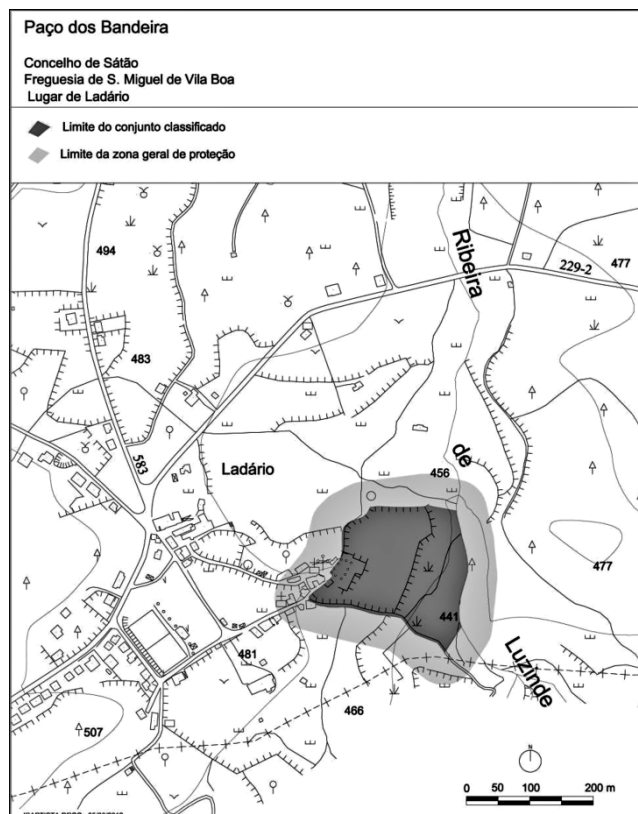 Paço dos Bandeira
Concelho de Sátão
Freguesia de S. Miguel de Vila Boa
Lugar de Ladário
Limite do conjunto classificado
Limite da zona geral de proteção
494
Ribeira
477
229-2
483
583
Ladário
de
456
477
441
481
Luzinde
466
507
N
0 50 100 200 m